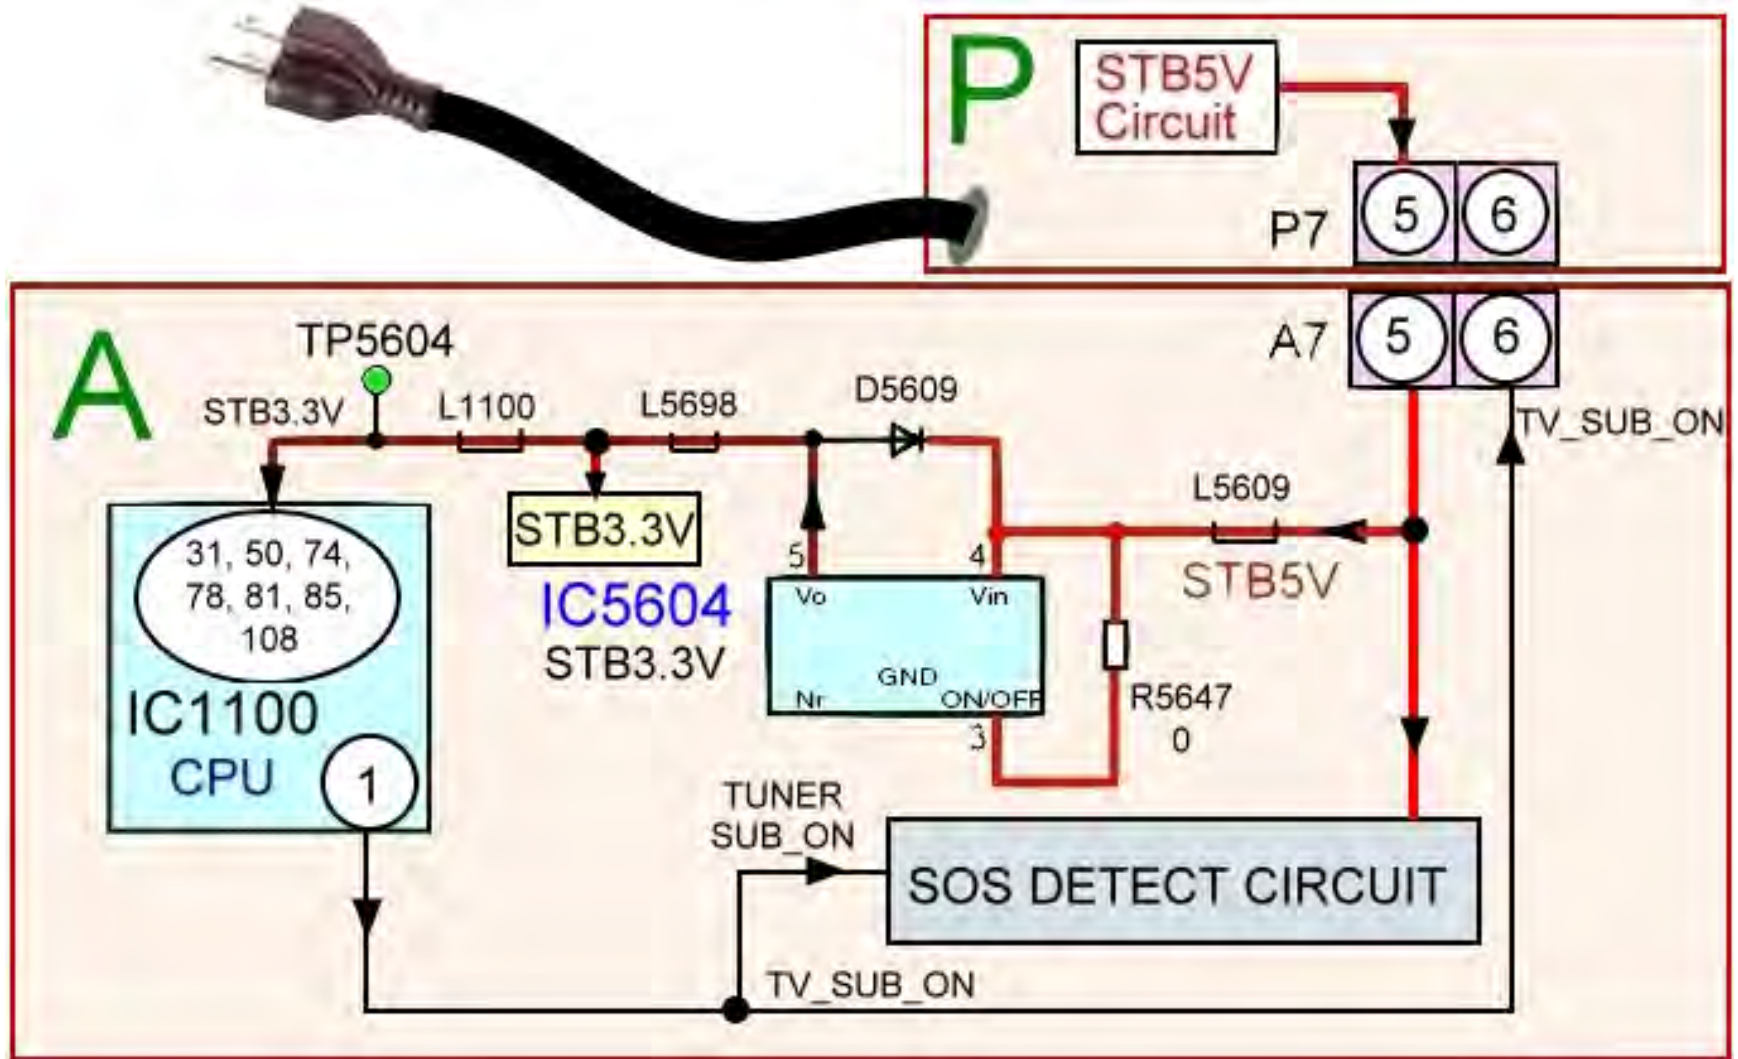 P
STB5V
Circuit
P7
5
6
A
A7
5
6
TP5604
STB3.3V
L1100
L5698
D5609
TV_SUB_ON
L5609
STB5V
31, 50, 74,
78, 81, 85,
108
IC1100
CPU
1
STB3.3V
IC5604
STB3.3V
5
4
Vo
Vin
GND
Nr
ON/OFF
3
R5647
0
TUNER
SUB_ON
SOS DETECT CIRCUIT
TV_SUB_ON